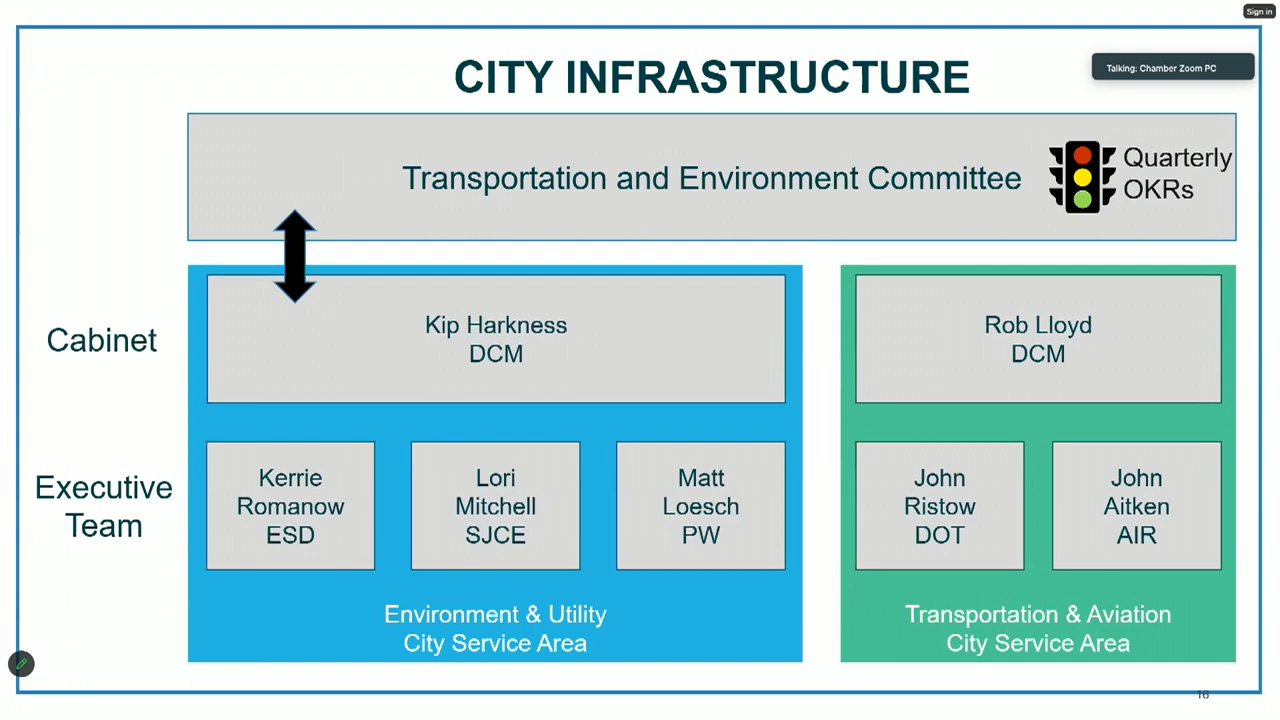 Sign in
CITY INFRASTRUCTURE
Talking: Chamber Zoom PC
Transportation and Environment Committee
Quarterly
OKRs
Cabinet
Kip Harkness
DCM
Rob Lloyd
DCM
Executive
Team
Kerrie
Romanow
ESD
Lori
Mitchell
SJCE
Matt
Loesch
PW
John
Ristow
DOT
John
Aitken
AIR
Environment & Utility
City Service Area
Transportation & Aviation
City Service Area
16